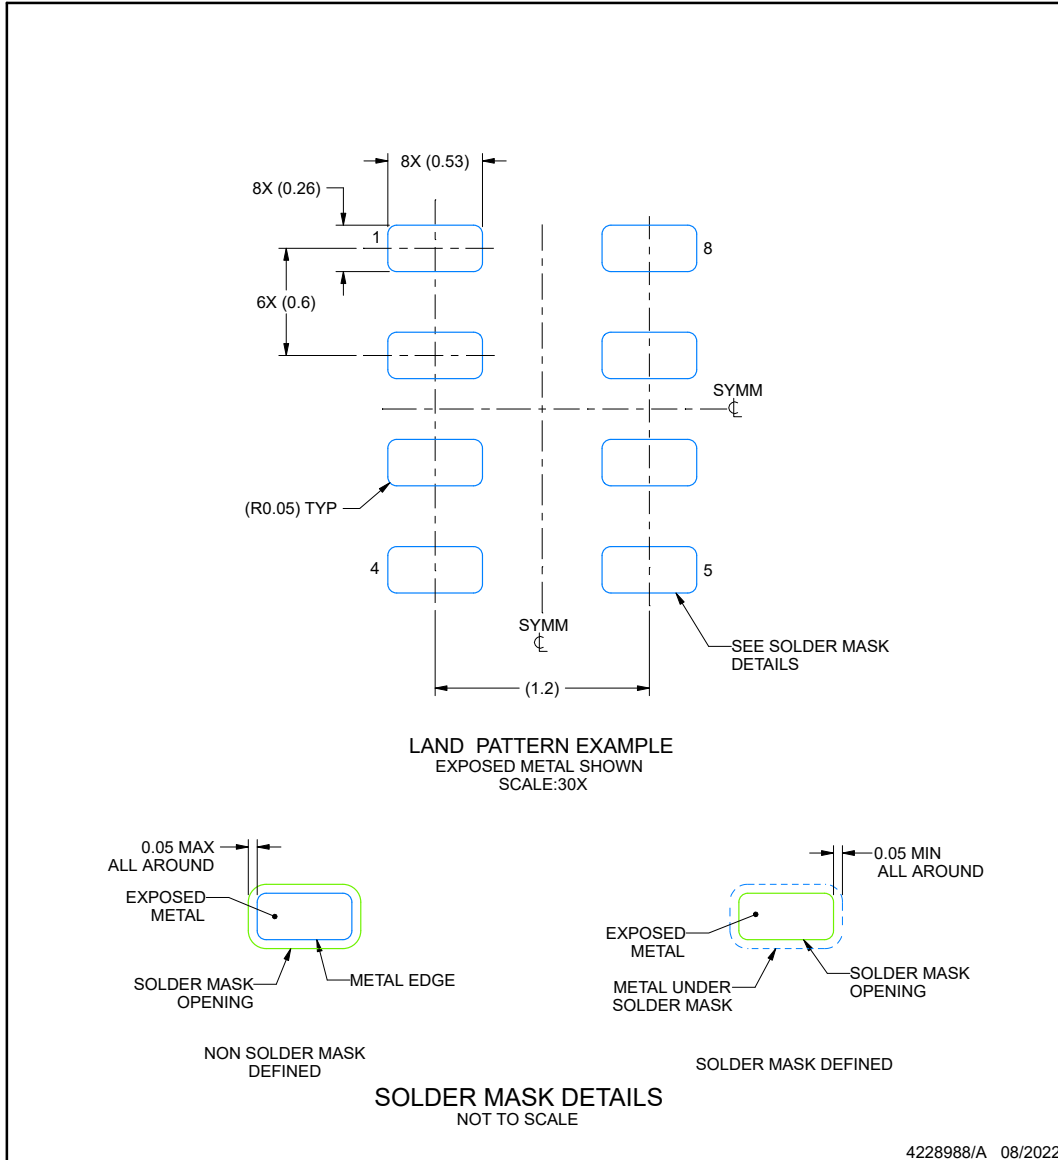 8X (0.53)
8X (0.26)
1
8
6X (0.6)
SYMM
℄
(R0.05) TYP
4
5
SYMM
℄
SEE SOLDER MASK
DETAILS
(1.2)
LAND PATTERN EXAMPLE
EXPOSED METAL SHOWN
SCALE:30X
0.05 MAX
ALL AROUND
EXPOSED
METAL
SOLDER MASK
OPENING
METAL EDGE
NON SOLDER MASK
DEFINED
0.05 MIN
ALL AROUND
EXPOSED
METAL
METAL UNDER
SOLDER MASK
SOLDER MASK
OPENING
SOLDER MASK DEFINED
SOLDER MASK DETAILS
NOT TO SCALE
4228988/A 08/2022